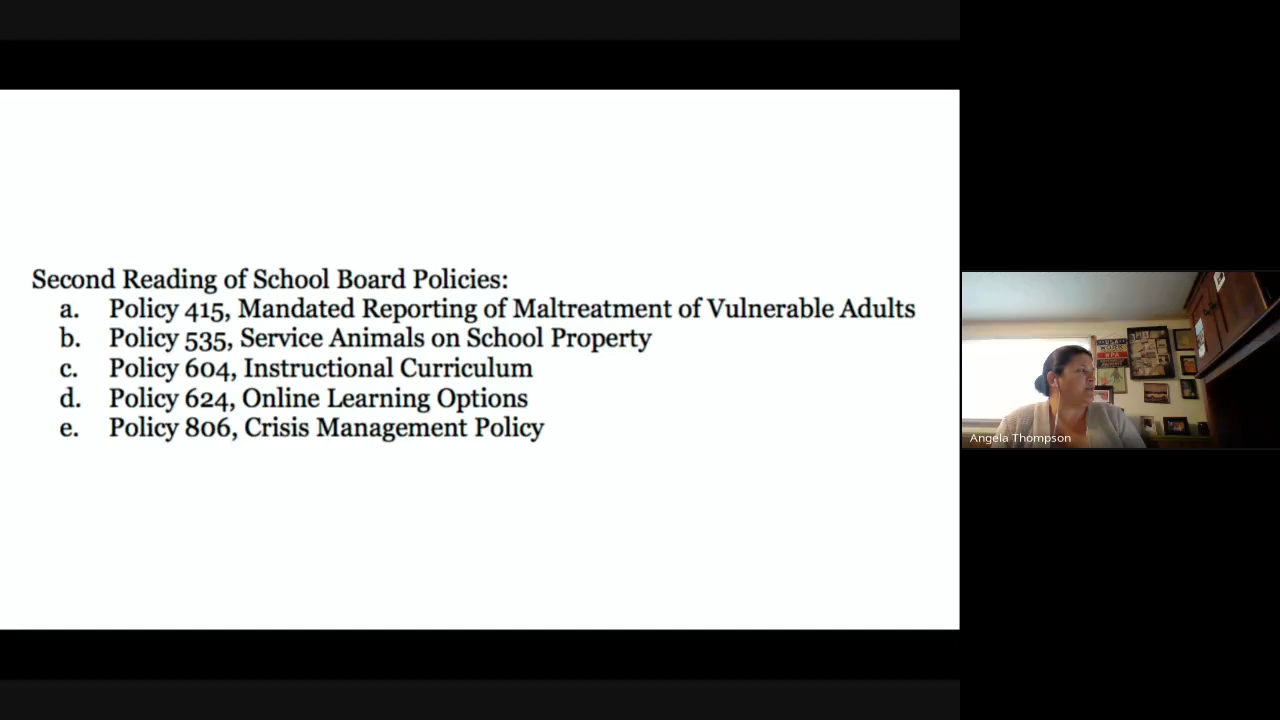 Second Reading of School Board Policies:
a. Policy 415, Mandated Reporting of Maltreatment of Vulnerable Adults
b. Policy 535, Service Animals on School Property
c. Policy 604, Instructional Curriculum
d. Policy 624, Online Learning Options
e. Policy 806, Crisis Management Policy
Angela Thompson